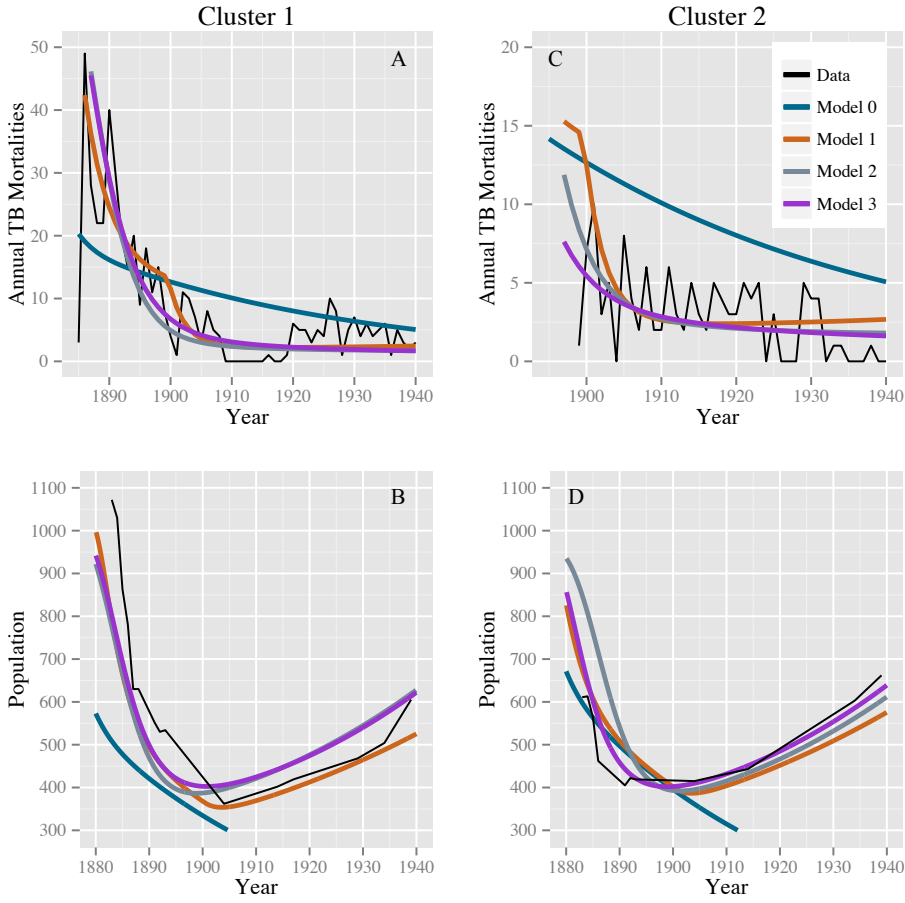 Cluster 1
Cluster 2
Annual TB Mortalities
50
40
30
20
10
0
A
1890
1900
1910
1920
1930
1940
Year
Annual TB Mortalities
20
15
10
5
0
C
Data
Model 0
Model 1
Model 2
Model 3
1900
1910
1920
1930
1940
Year
Population
1100
1000
900
800
700
600
500
400
300
B
1880
1890
1900
1910
1920
1930
1940
Year
Population
1100
1000
900
800
700
600
500
400
300
D
1880
1890
1900
1910
1920
1930
1940
Year